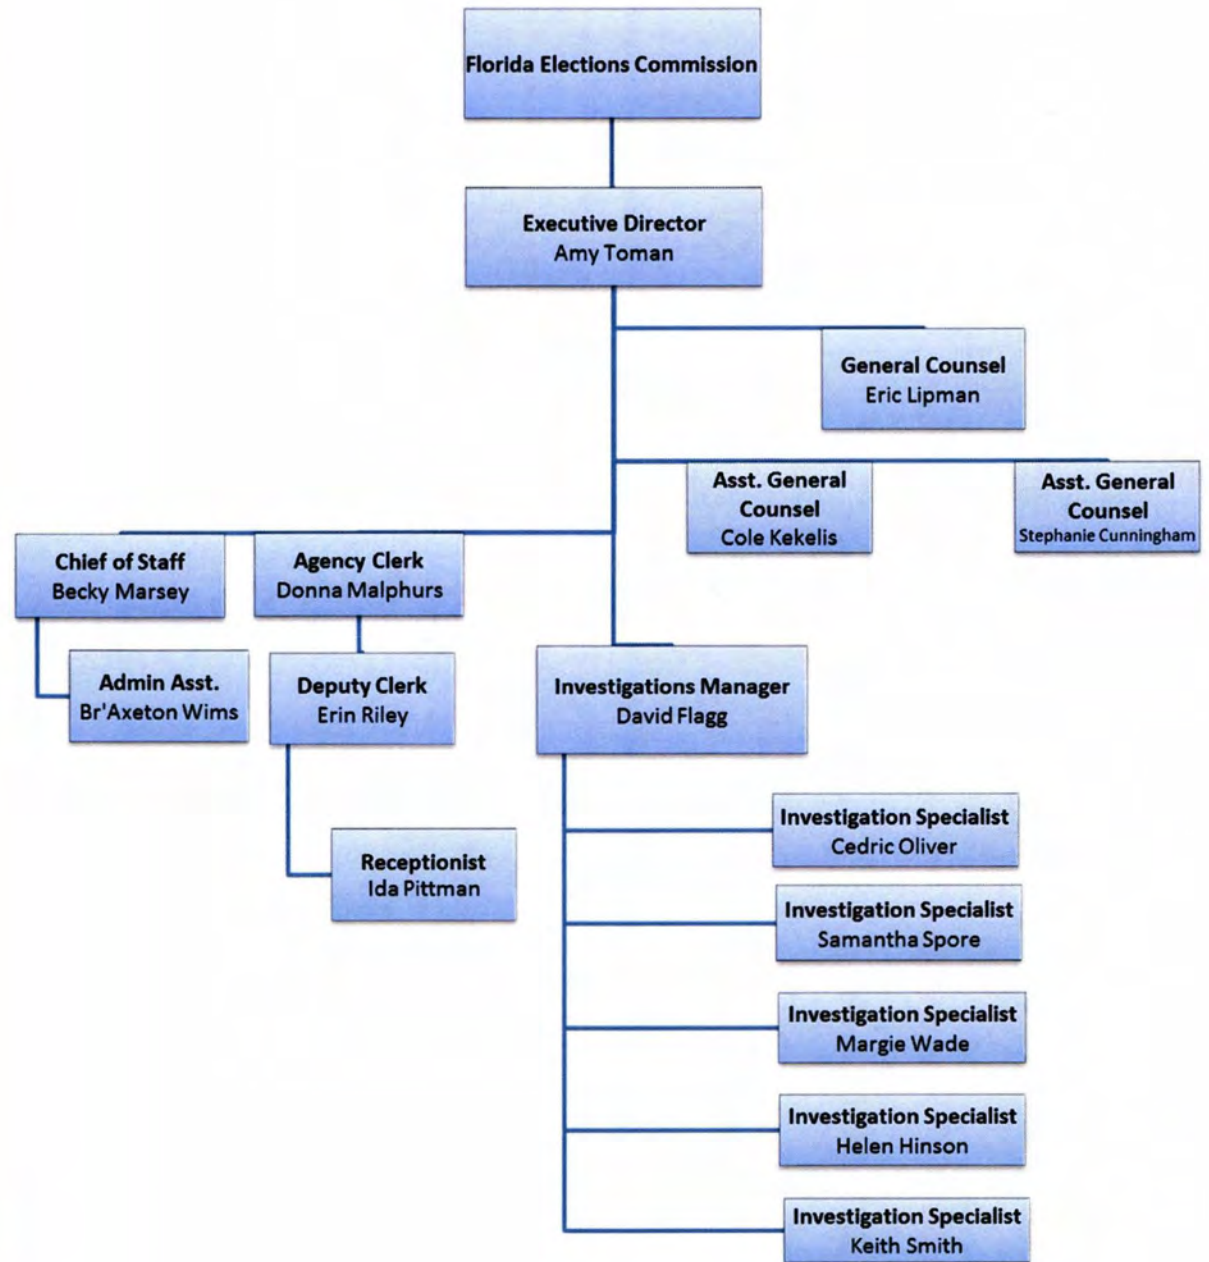 Florida Elections Commission
Executive Director
Amy Toman
General Counsel
Eric Lipman
Asst. General
Counsel
Cole Kekelis
Asst. General
Counsel
Stephanie Cunningham
Chief of Staff
Becky Marsey
Agency Clerk
Donna Malphurs
Admin Asst.
Br'Axeton Wims
Deputy Clerk
Erin Riley
Investigations Manager
David Flagg
Receptionist
Ida Pittman
Investigation Specialist
Cedric Oliver
Investigation Specialist
Samantha Spore
Investigation Specialist
Margie Wade
Investigation Specialist
Helen Hinson
Investigation Specialist
Keith Smith